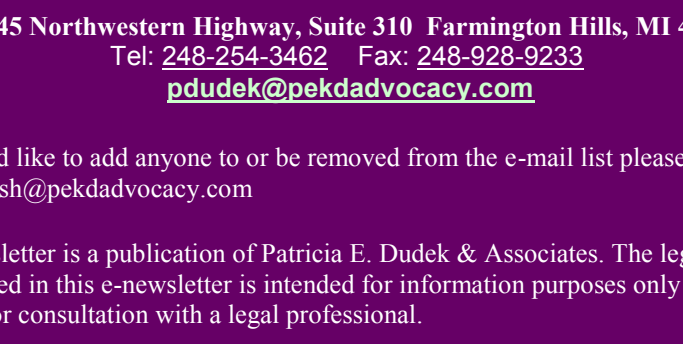 45 Northwestern Highway, Suite 310 Farmington Hills, MI 4
Tel: 248-254-3462 Fax: 248-928-9233
pdudek@pekdadvocacy.com
d like to add anyone to or be removed from the e-mail list please
sh@pekdadvocacy.com
letter is a publication of Patricia E. Dudek & Associates. The leg
ed in this e-newsletter is intended for information purposes only
or consultation with a legal professional.